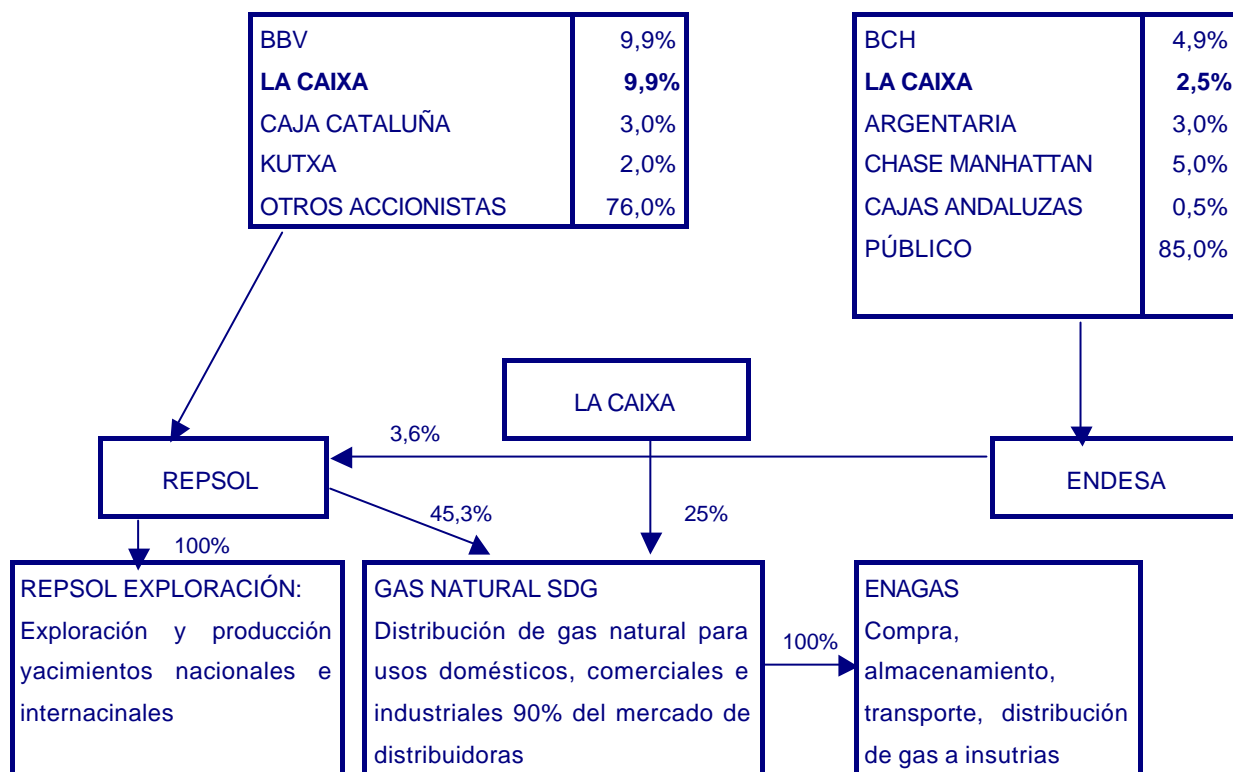 BBV 9,9%
LA CAIXA 9,9%
CAJA CATALUÑA 3,0%
KUTXA 2,0%
OTROS ACCIONISTAS 76,0%
BCH 4,9%
LA CAIXA 2,5%
ARGENTARIA 3,0%
CHASE MANHATTAN 5,0%
CAJAS ANDALUZAS 0,5%
PÚBLICO 85,0%
LA CAIXA
3,6%
REPSOL
ENDESA
45,3%
25%
100%
REPSOL EXPLORACIÓN:
Exploración y producción
yacimientos nacionales e
internacinales
GAS NATURAL SDG
Distribución de gas natural para
usos domésticos, comerciales e
industriales 90% del mercado de
distribuidoras
100%
ENAGAS
Compra,
almacenamiento,
transporte, distribución
de gas a insutrias